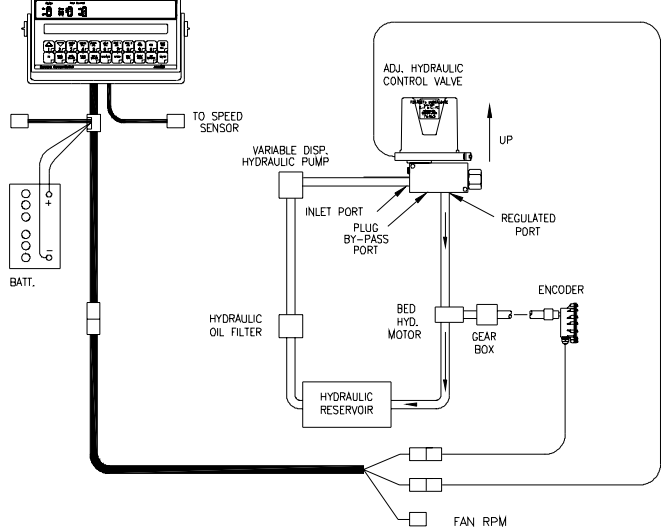 ADJ. HYDRAULIC
CONTROL VALVE
UP
TO SPEED
SENSOR
VARIABLE DISP.
HYDRAULIC PUMP
INLET PORT
PLUG
BY-PASS
PORT
REGULATED
PORT
+
−
BATT.
HYDRAULIC
OIL FILTER
BED
HYD.
MOTOR
GEAR
BOX
ENCODER
HYDRAULIC
RESERVOIR
FAN RPM